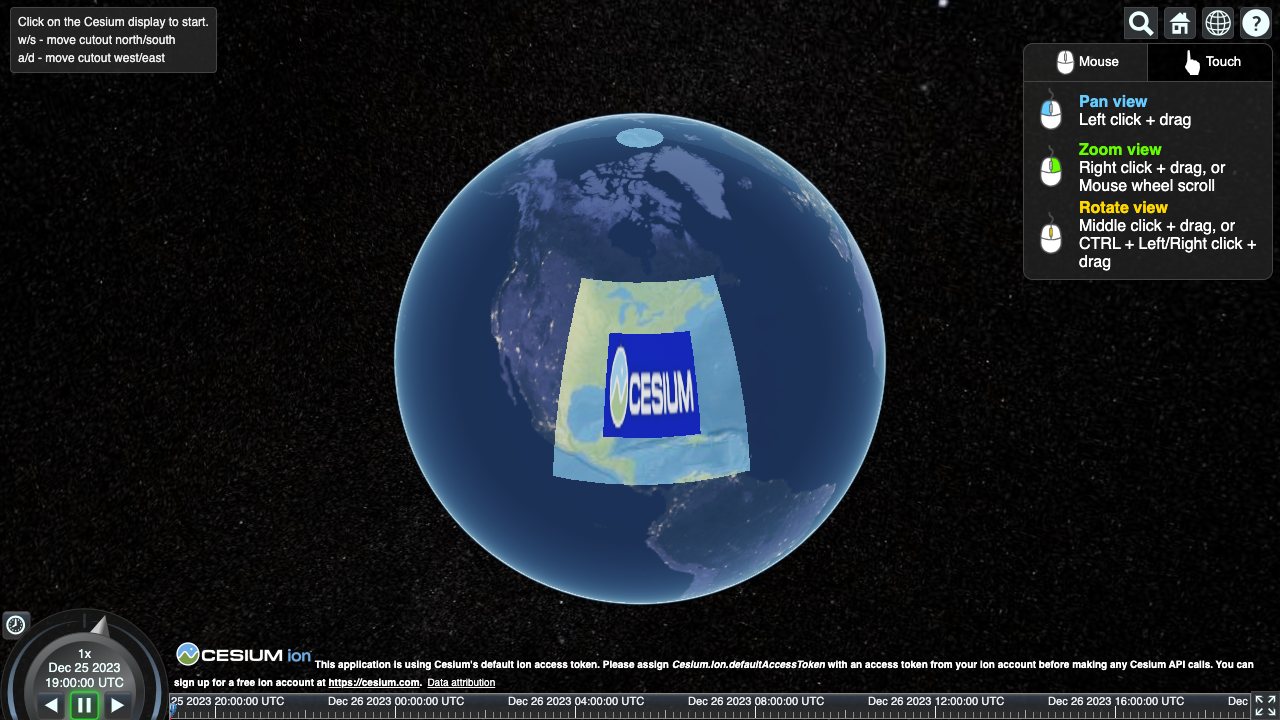 Click on the Cesium display to start.
w/s - move cutout north/south
a/d - move cutout west/east
?
Mouse
Touch
Pan view
Left click + drag
Zoom view
Right click + drag, or
Mouse wheel scroll
Rotate view
Middle click + drag, or
CTRL + Left/Right click +
drag
CESIUM
1x
Dec 25 2023
19:00:00 UTC
CESIUM ion This application is using Cesium's default ion access token. Please assign Cesium.Ion.defaultAccessToken with an access token from your ion account before making any Cesium API calls. You can
sign up for a free ion account at https://cesium.com. Data attribution
25 2023 20:00:00 UTC Dec 26 2023 00:00:00 UTC Dec 26 2023 04:00:00 UTC Dec 26 2023 08:00:00 UTC Dec 26 2023 12:00:00 UTC Dec 26 2023 16:00:00 UTC Dec